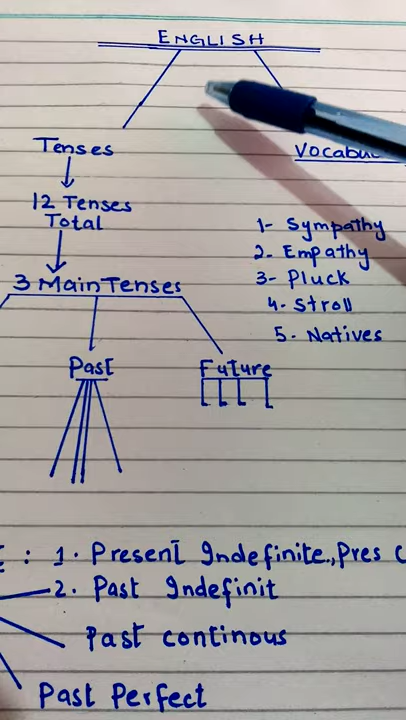 ENGLISH
Tenses
12 Tenses
Total
3 Main Tenses
Past
Future
Vocabu
1- Sympathy
2. Empathy
3- Pluck
4. Stroll
5. Natives
: 1. Present Indefinite., Pres C
2. Past Indefinit
Past continous
Past Perfect